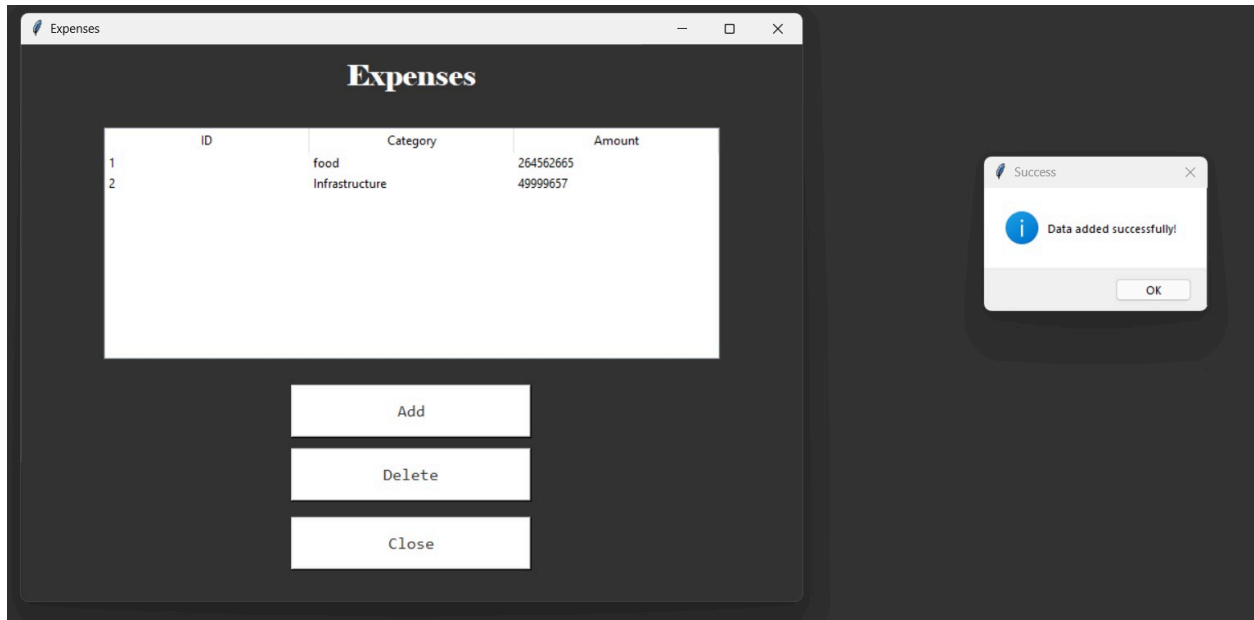 Expenses
Expenses
ID Category Amount
1 food 264562665
2 Infrastructure 49999657
Add
Delete
Close
Success
Data added successfully!
OK